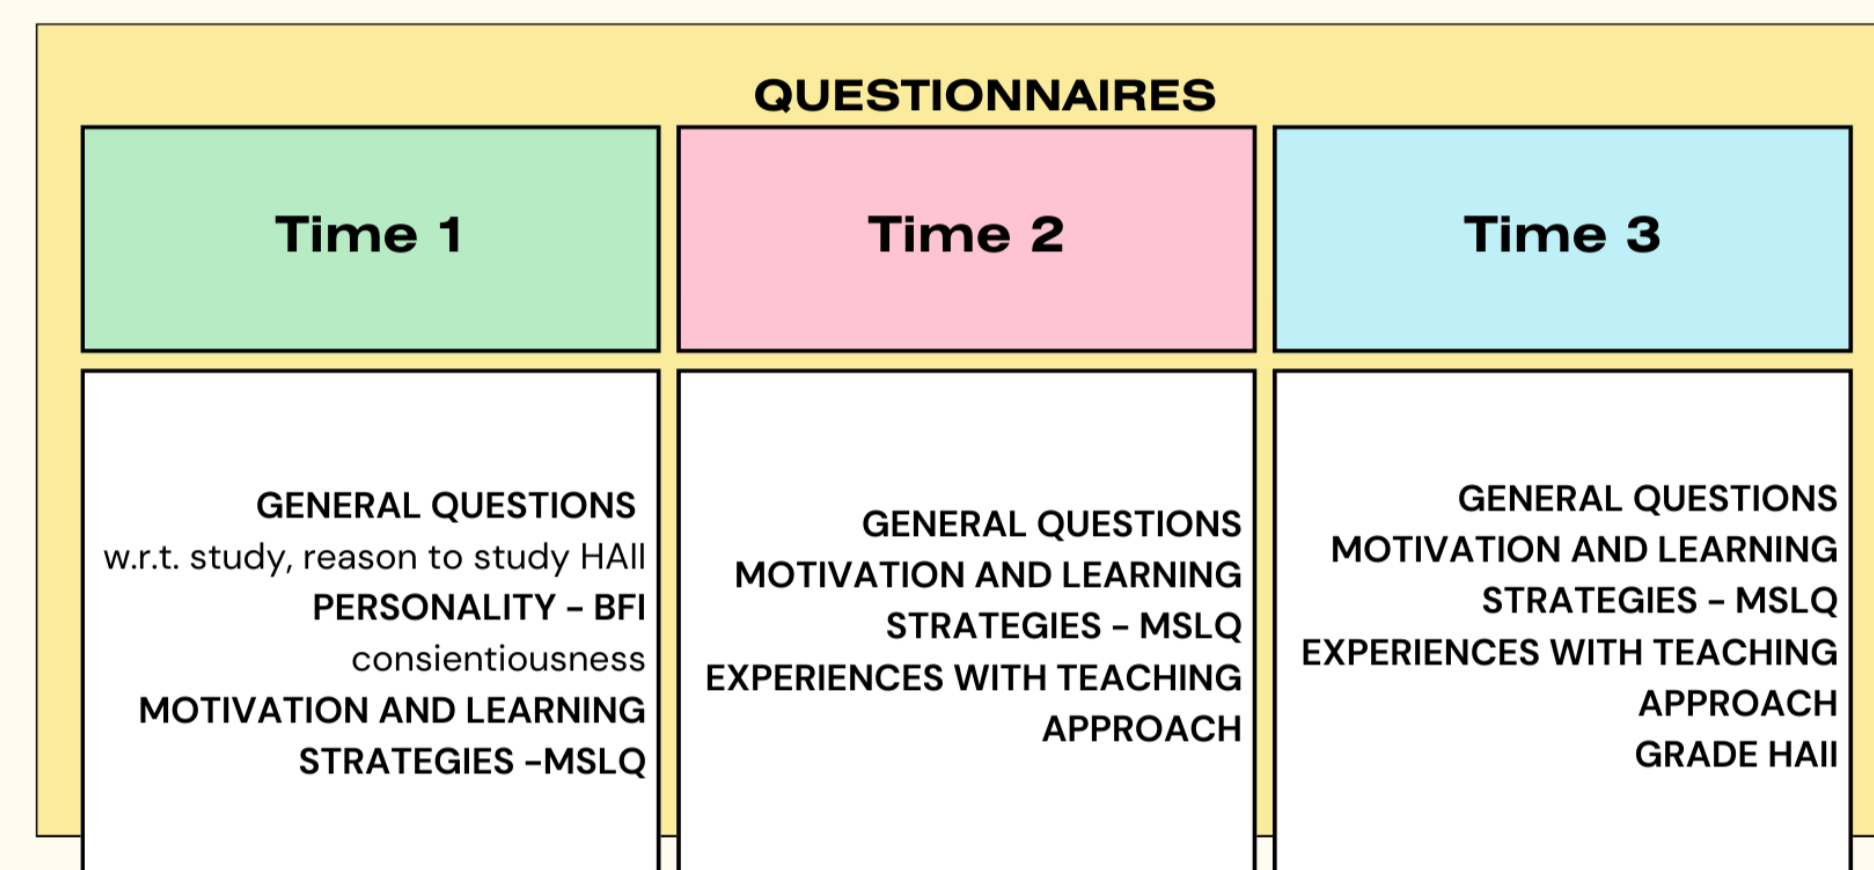 QUESTIONNAIRES
Time 1
Time 2
Time 3
GENERAL QUESTIONS
w.r.t. study, reason to study HAII
PERSONALITY – BFI
consientiousness
MOTIVATION AND LEARNING
STRATEGIES –MSLQ
GENERAL QUESTIONS
MOTIVATION AND LEARNING
STRATEGIES – MSLQ
EXPERIENCES WITH TEACHING
APPROACH
GENERAL QUESTIONS
MOTIVATION AND LEARNING
STRATEGIES – MSLQ
EXPERIENCES WITH TEACHING
APPROACH
GRADE HAII